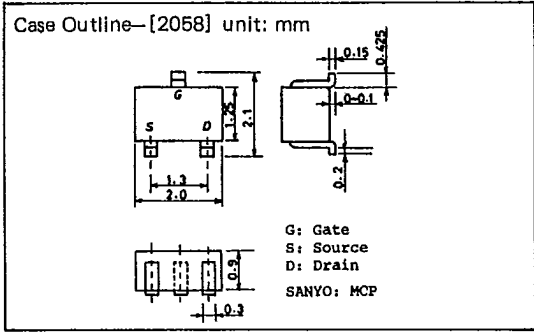 Case Outline—[2058] unit: mm
0.15
0.425
G
S D
1.25
2.1
0~0.1
0.2
1.3
2.0
G: Gate
S: Source
D: Drain
SANYO: MCP
0.9
0.3